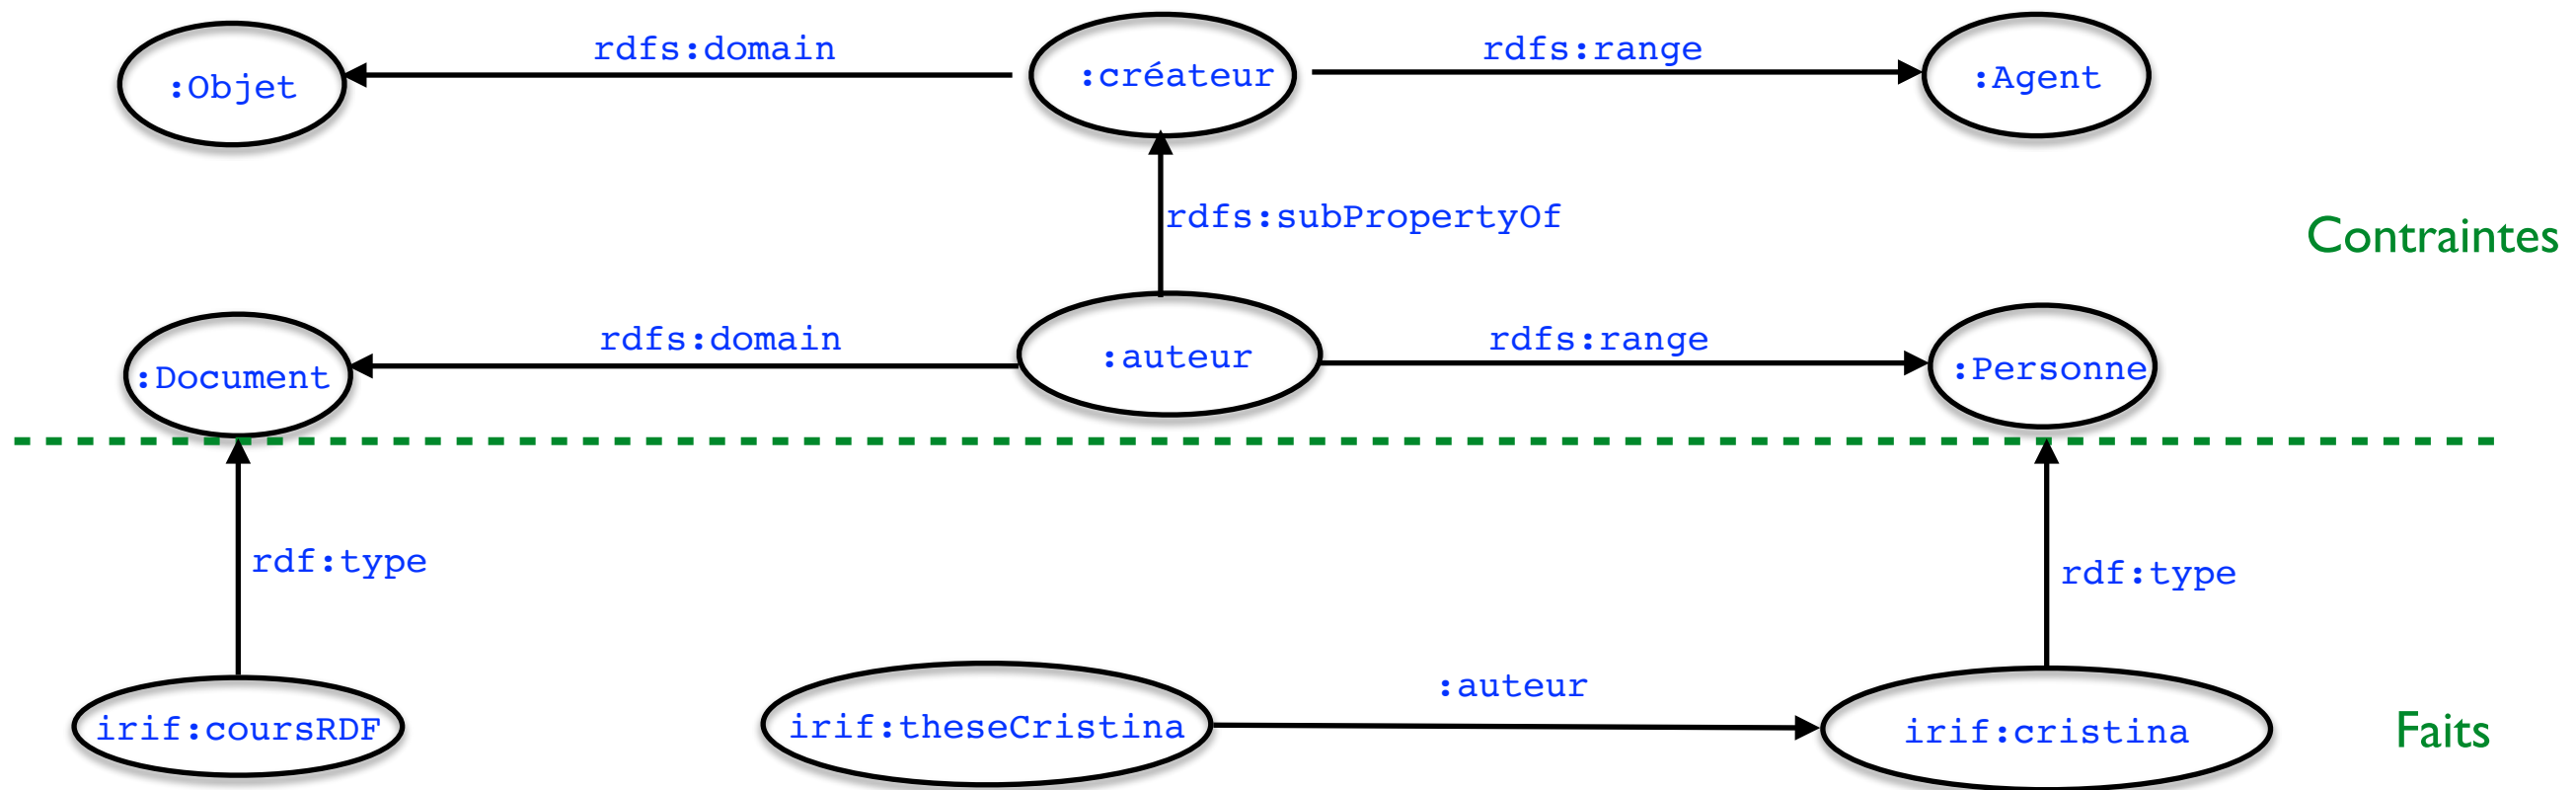 rdfs:domain
rdfs:range
:Objet
:créateur
:Agent
rdfs:subPropertyOf
Contraintes
rdfs:domain
rdfs:range
:Document
:auteur
:Personne
rdf:type
rdf:type
:auteur
irif:coursRDF
irif:theseCristina
irif:cristina
Faits